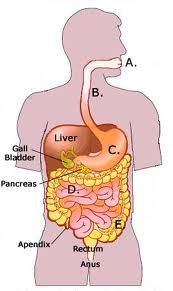 A.
B.
Liver
Gall
Bladder
C.
Pancreas
D.
E.
Apendix
Rectum
Anus